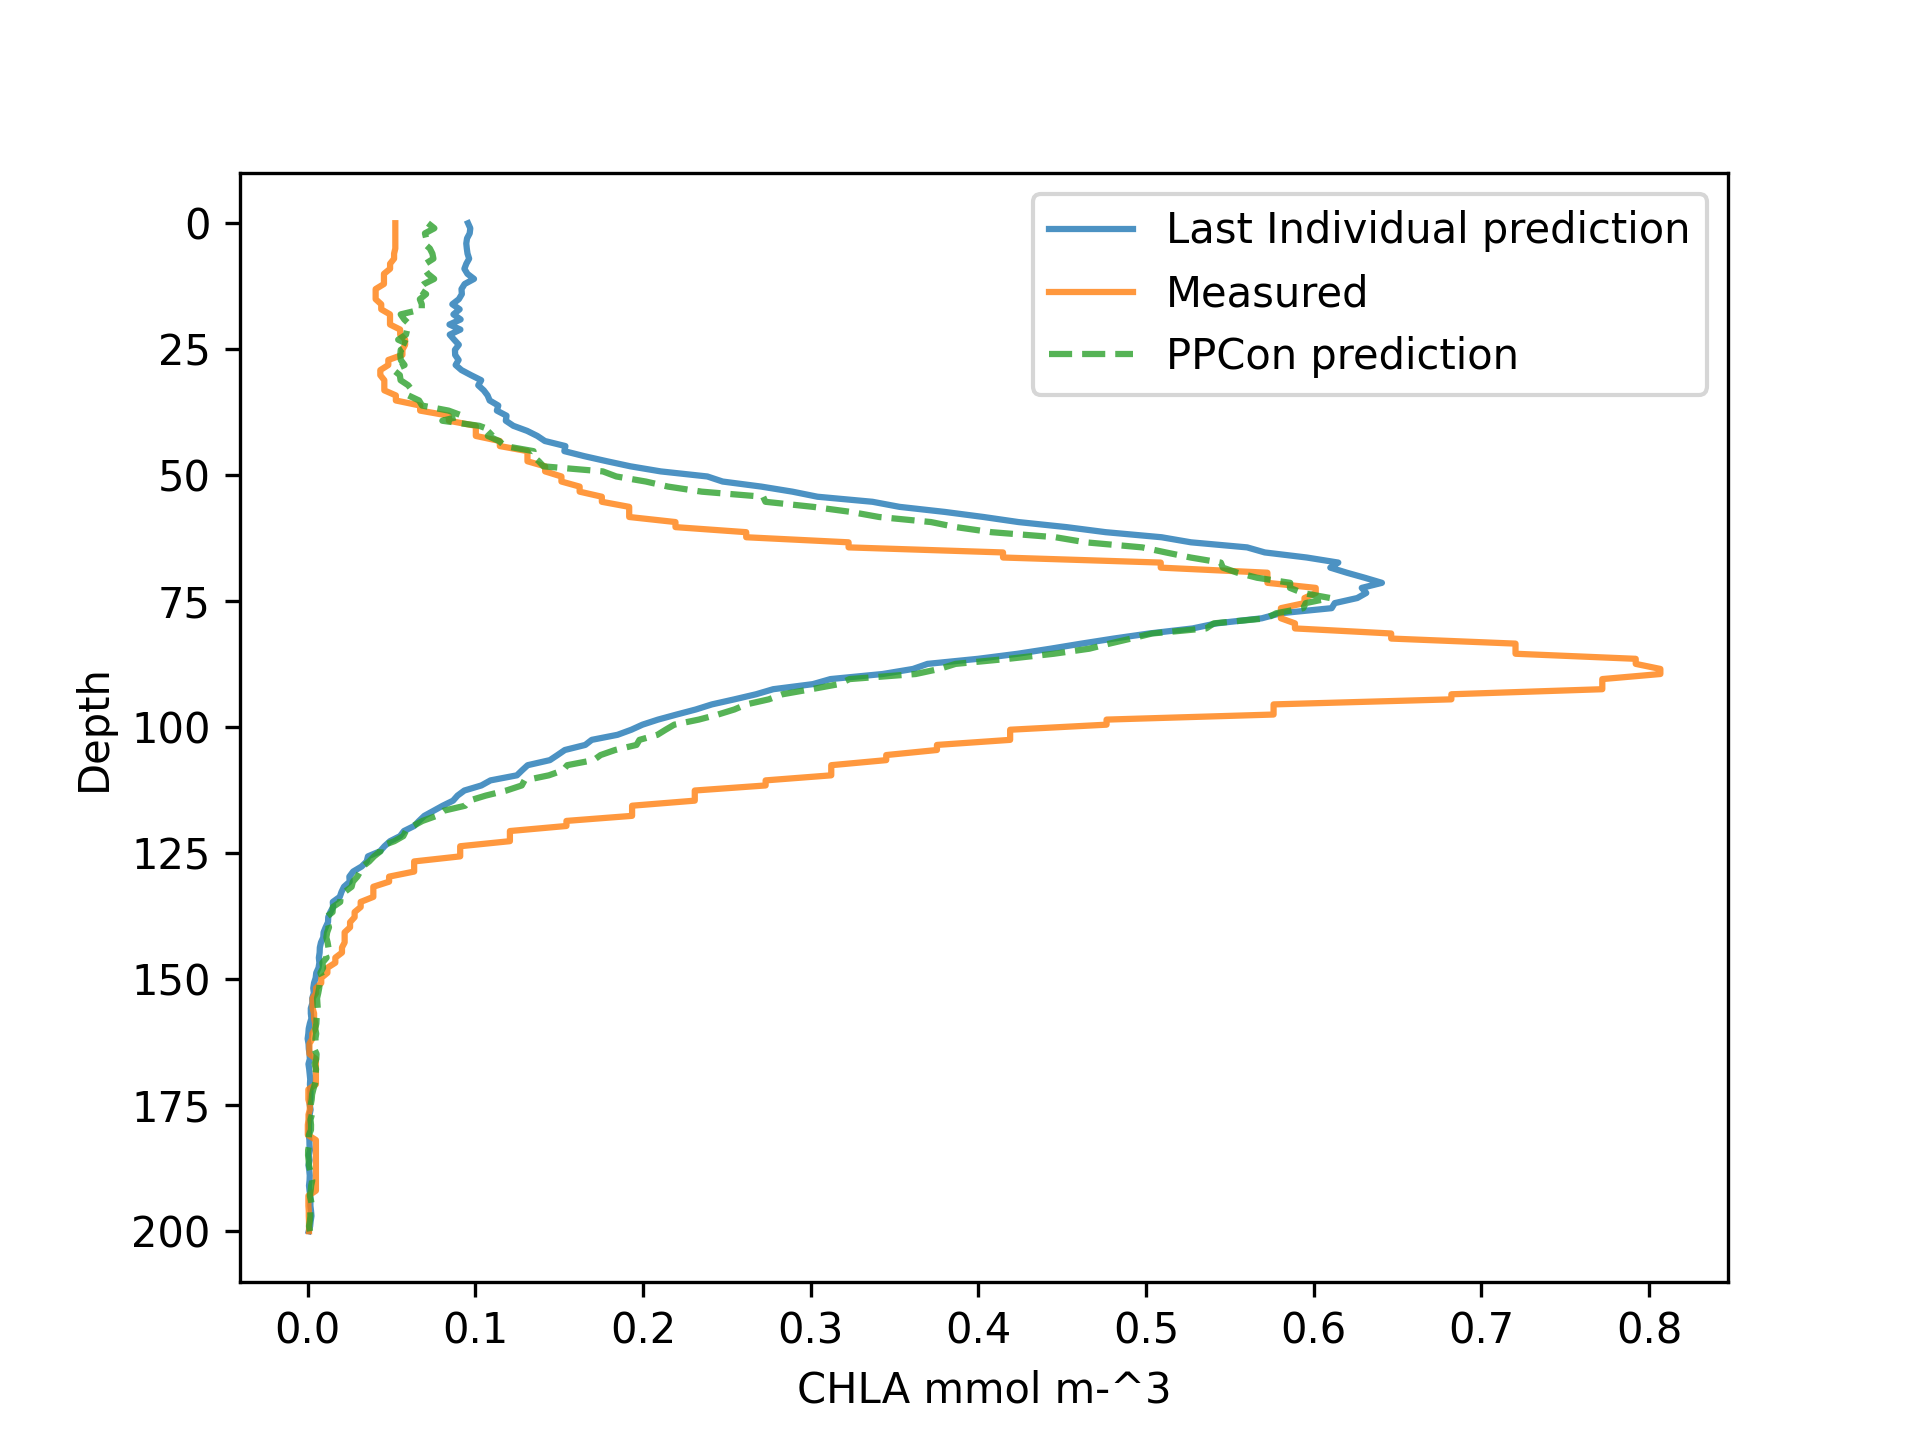 Last Individual prediction
Measured
PPCon prediction
0
25
50
75
100
125
150
175
200
Depth
0.0 0.1 0.2 0.3 0.4 0.5 0.6 0.7 0.8
CHLA mmol m-^3